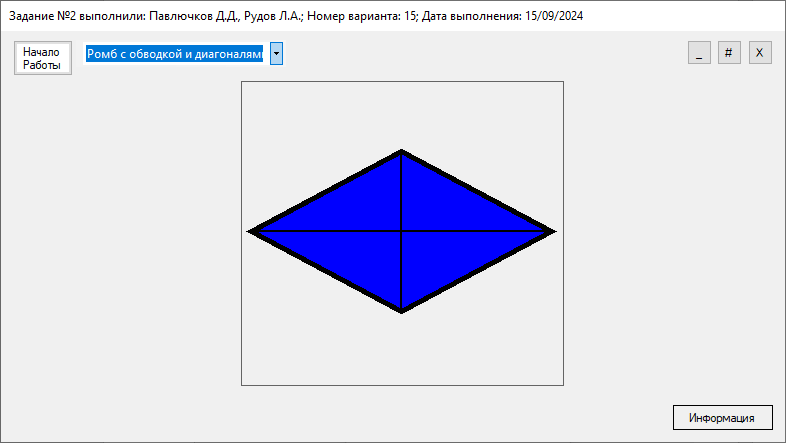 Задание №2 выполнили: Павлючков Д.Д., Рудов Л.А.; Номер варианта: 15; Дата выполнения: 15/09/2024
Начало
Работы
Ромб с обводкой и диагоналями
_ # X
Информация